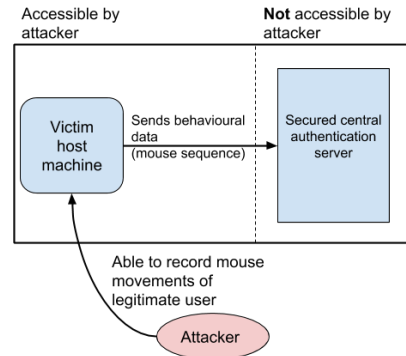 Accessible by
attacker
Not accessible by
attacker
Victim
host
machine
Sends behavioural
data
(mouse sequence)
Secured central
authentication
server
Able to record mouse
movements of
legitimate user
Attacker